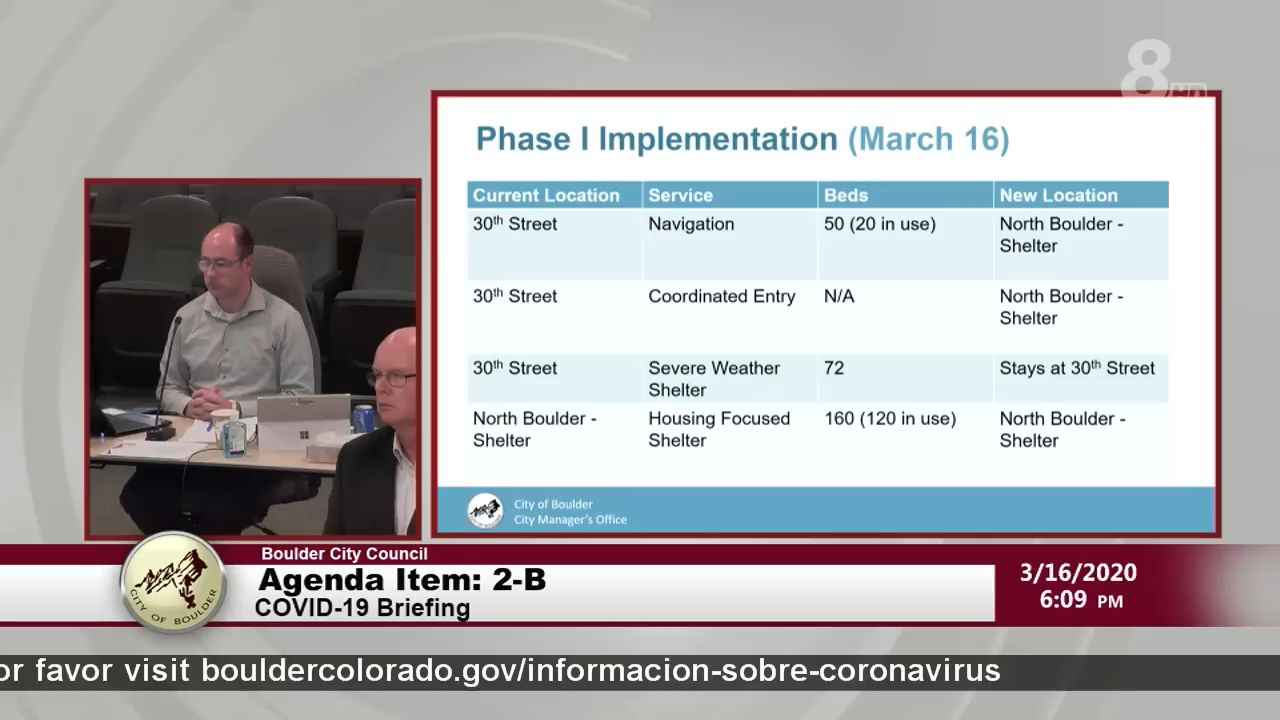 8
HD
Phase I Implementation (March 16)
Current Location Service Beds New Location
30th Street Navigation 50 (20 in use) North Boulder -
Shelter
30th Street Coordinated Entry N/A North Boulder -
Shelter
30th Street Severe Weather 72 Stays at 30th Street
Shelter
North Boulder - Housing Focused 160 (120 in use) North Boulder -
Shelter Shelter Shelter
City of Boulder
City Manager's Office
Boulder City Council
Agenda Item: 2-B
COVID-19 Briefing
CITY OF BOULDER
3/16/2020
6:09 PM
or favor visit bouldercolorado.gov/informacion-sobre-coronavirus